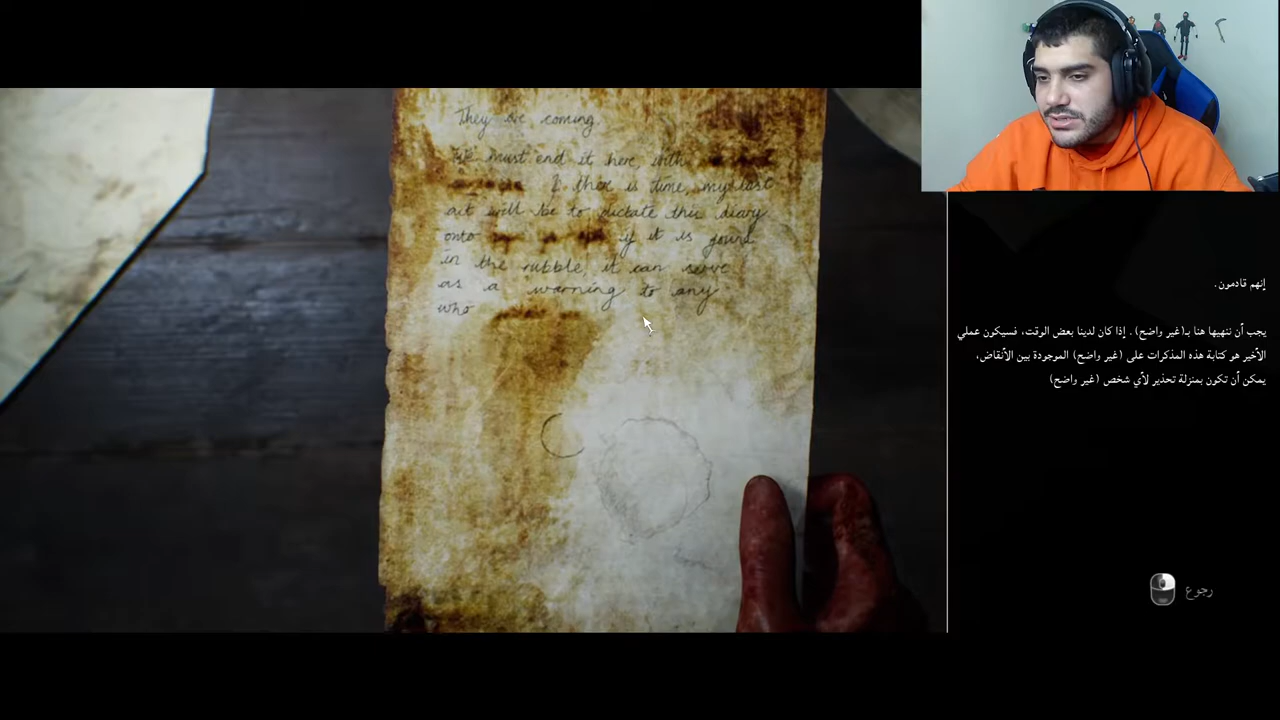 They are coming.
We must end it here with
If there is time, my last
act will be to dictate this diary
onto if it is found
in the rubble, it can serve
as a warning to any
who
إنهم قادمون.
يجب أن ننهيها هنا بـ(غير واضح). إذا كان لدينا بعض الوقت، فسيكون عملي
الأخير هو كتابة هذه المذكرات على (غير واضح) الموجودة بين الأنقاض،
يمكن أن تكون بمنزلة تحذير لأي شخص (غير واضح)
رجوع